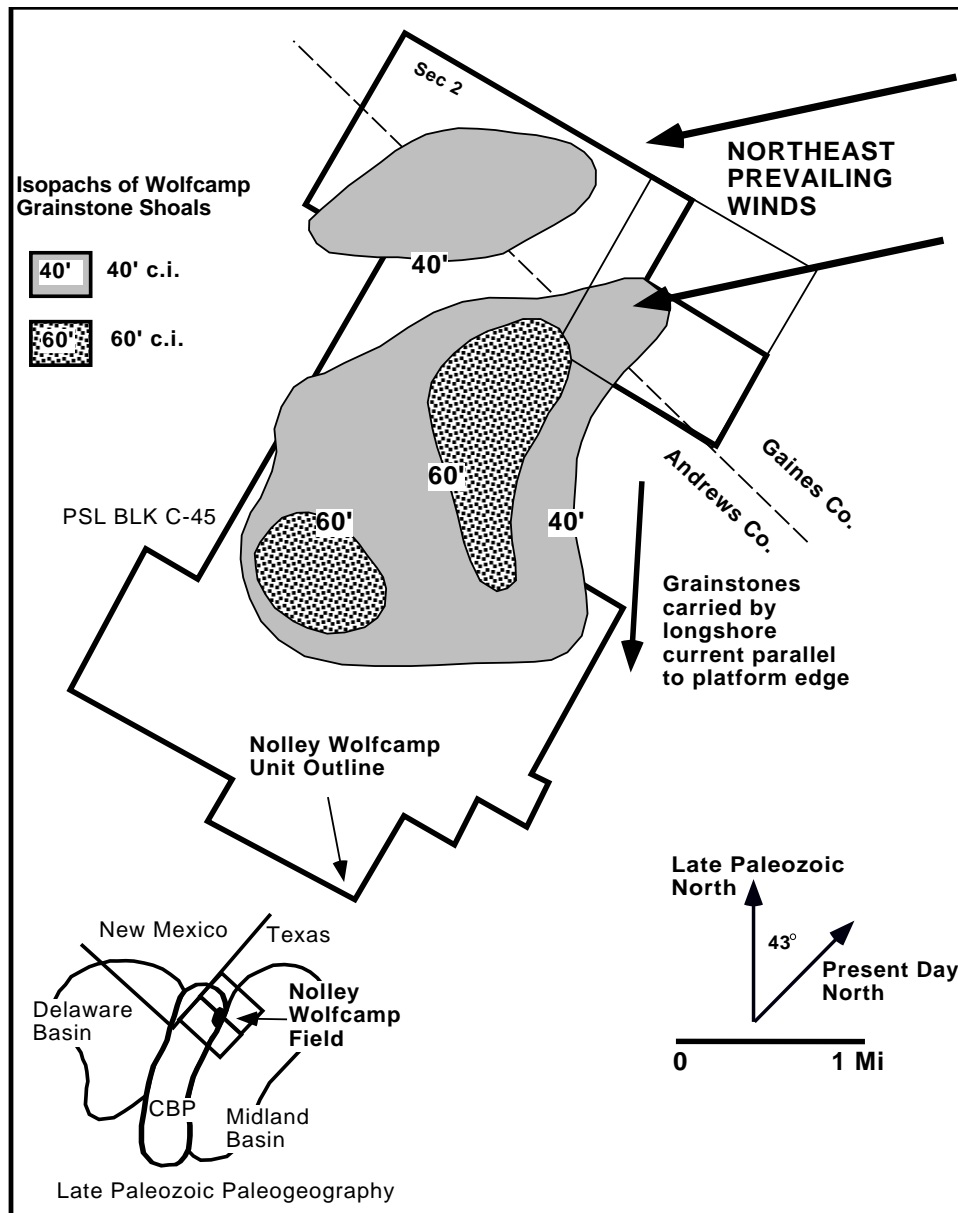 Sec 2
NORTHEAST
PREVAILING
WINDS
Isopachs of Wolfcamp
Grainstone Shoals
40' 40' c.i.
60' 60' c.i.
40'
60'
60'
40'
PSL BLK C-45
Andrews Co.
Gaines Co.
Grainstones
carried by
longshore
current parallel
to platform edge
Nolley Wolfcamp
Unit Outline
Late Paleozoic
North
43°
Present Day
North
0 1 Mi
New Mexico
Texas
Delaware
Basin
Nolley
Wolfcamp
Field
CBP
Midland
Basin
Late Paleozoic Paleogeography